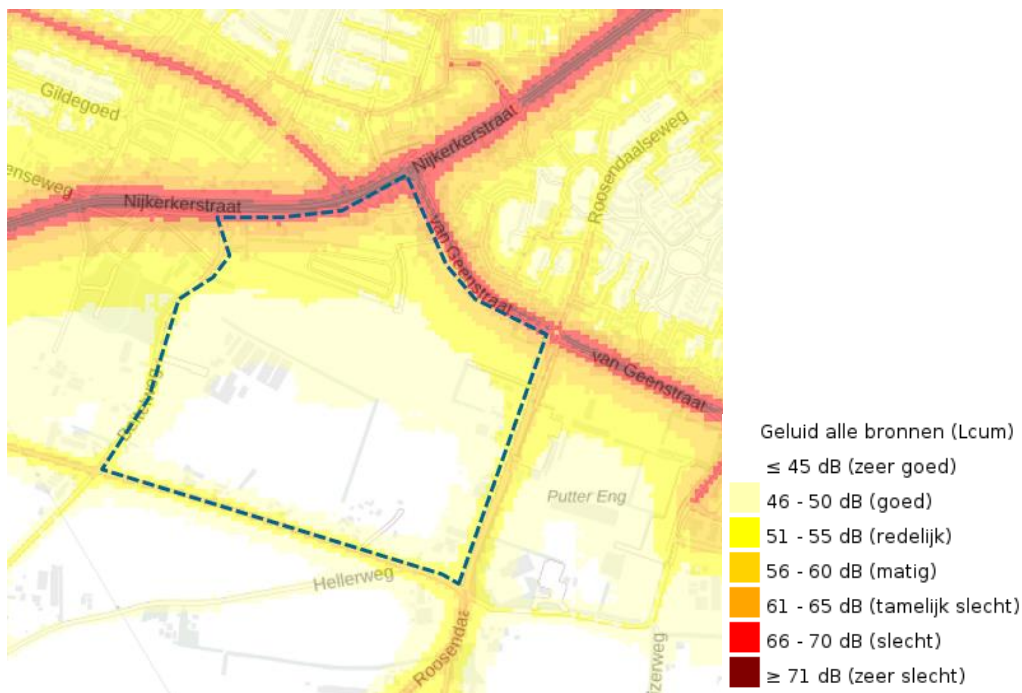 Gildegoed
Nijkerkerstraat
Roosendaalseweg
enseweg
Nijkerkerstraat
van Geenstraat
van Geenstraat
Putter Eng
Hellerweg
Roosendaa
tzerweg
Geluid alle bronnen (Lcum)
≤ 45 dB (zeer goed)
46 - 50 dB (goed)
51 - 55 dB (redelijk)
56 - 60 dB (matig)
61 - 65 dB (tamelijk slecht)
66 - 70 dB (slecht)
≥ 71 dB (zeer slecht)